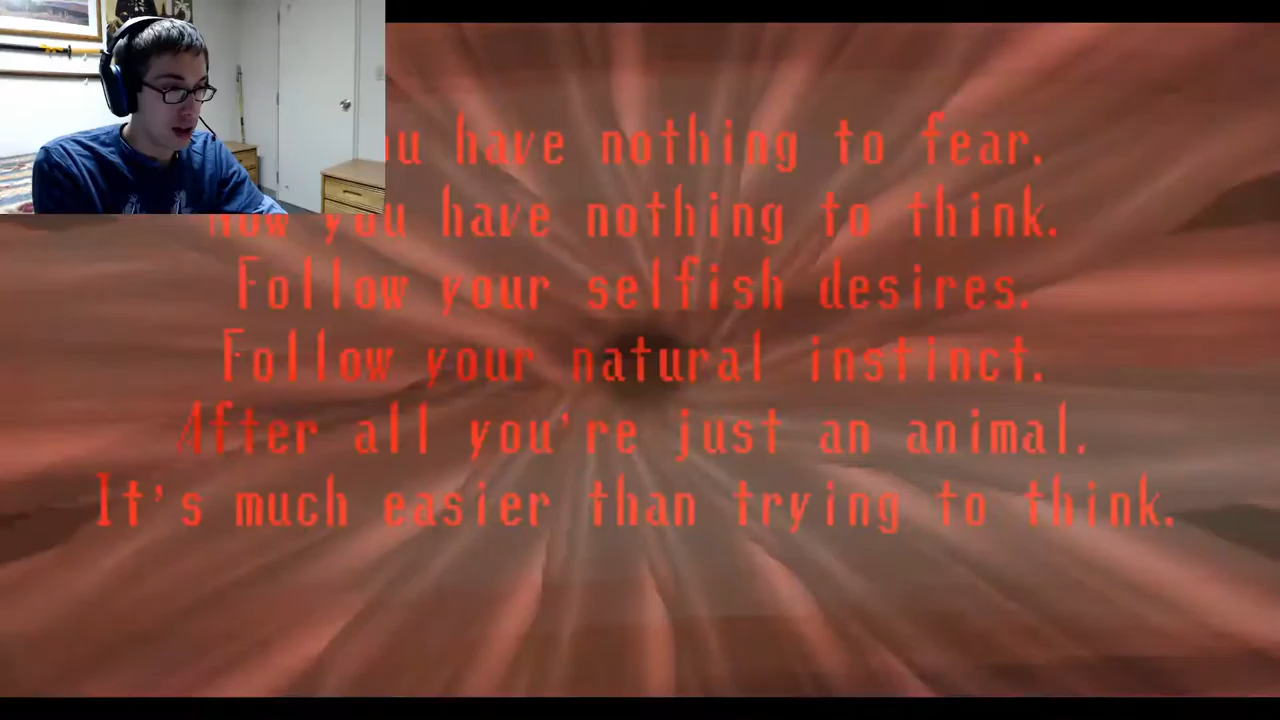 have nothing to fear.
Now you have nothing to think.
Follow your selfish desires.
Follow your natural instinct.
After all you're just an animal.
It's much easier than trying to think.